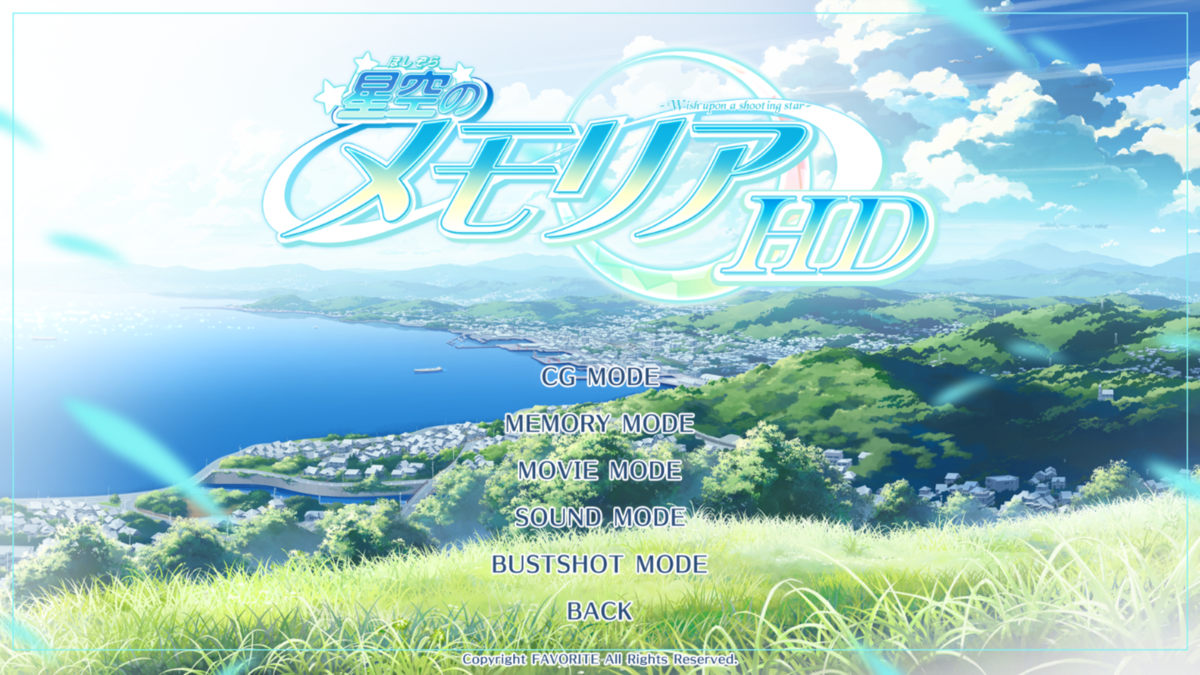 ほしぞら
星空の
- Wish upon a shooting star -
メモリア
HD
CG MODE
MEMORY MODE
MOVIE MODE
SOUND MODE
BUSTSHOT MODE
BACK
Copyright FAVORITE All Rights Reserved.